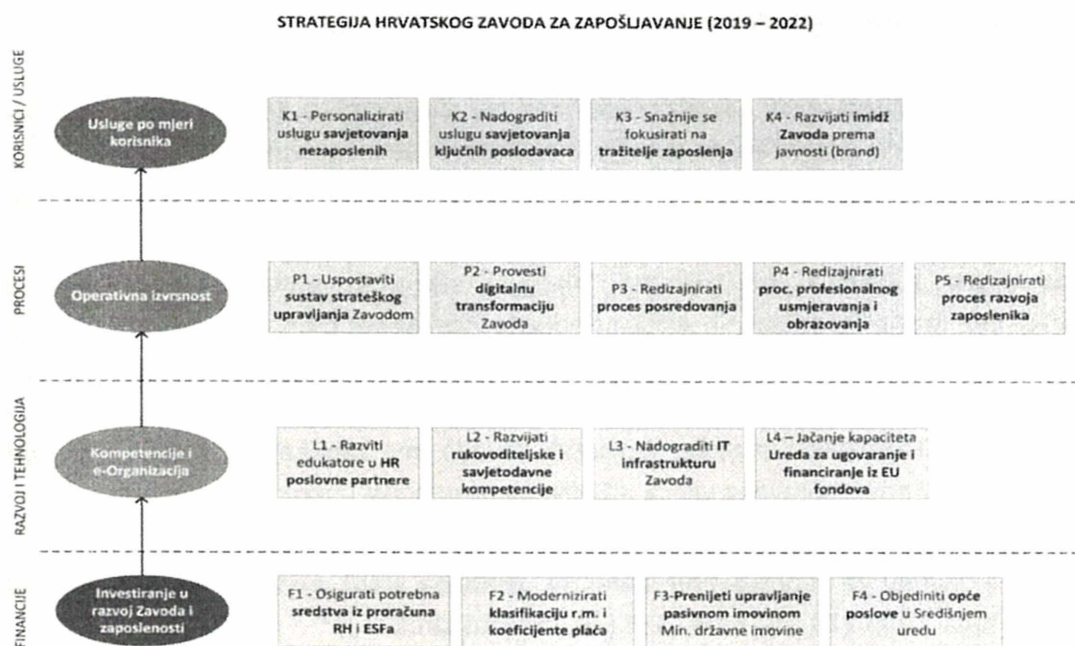 STRATEGIJA HRVATSKOG ZAVODA ZA ZAPOŠLJAVANJE (2019 – 2022)
KORISNICI / USLUGE
Usluge po mjeri
korisnika
K1 - Personalizirati
uslugu savjetovanja
nezaposlenih
K2 - Nadograditi
uslugu savjetovanja
ključnih poslodavaca
K3 - Snažnije se
fokusirati na
tražitelje zaposlenja
K4 - Razvijati imidž
Zavoda prema
javnosti (brand)
PROCESI
Operativna izvrsnost
P1 - Uspostaviti
sustav strateškog
upravljanja Zavodom
P2 - Provesti
digitalnu
transformaciju
Zavoda
P3 - Redizajnirati
proces posredovanja
P4 - Redizajnirati
proc. profesionalnog
usmjeravanja i
obrazovanja
P5 - Redizajnirati
proces razvoja
zaposlenika
RAZVOJ I TEHNOLOGIJA
Kompetencije i
e-Organizacija
L1 - Razviti
edukatore u HR
poslovne partnere
L2 - Razvijati
rukovoditeljske i
savjetodavne
kompetencije
L3 - Nadograditi IT
infrastrukturu
Zavoda
L4 – Jačanje kapaciteta
Ureda za ugovaranje i
financiranje iz EU
fondova
FINANCIJE
Investiranje u
razvoj Zavoda i
zaposlenosti
F1 - Osigurati potrebna
sredstva iz proračuna
RH i ESFa
F2 - Modernizirati
klasifikaciju r.m. i
koeficijente plaća
F3-Prenijeti upravljanje
pasivnom imovinom
Min. državne imovine
F4 - Objediniti opće
poslove u Središnjem
uredu